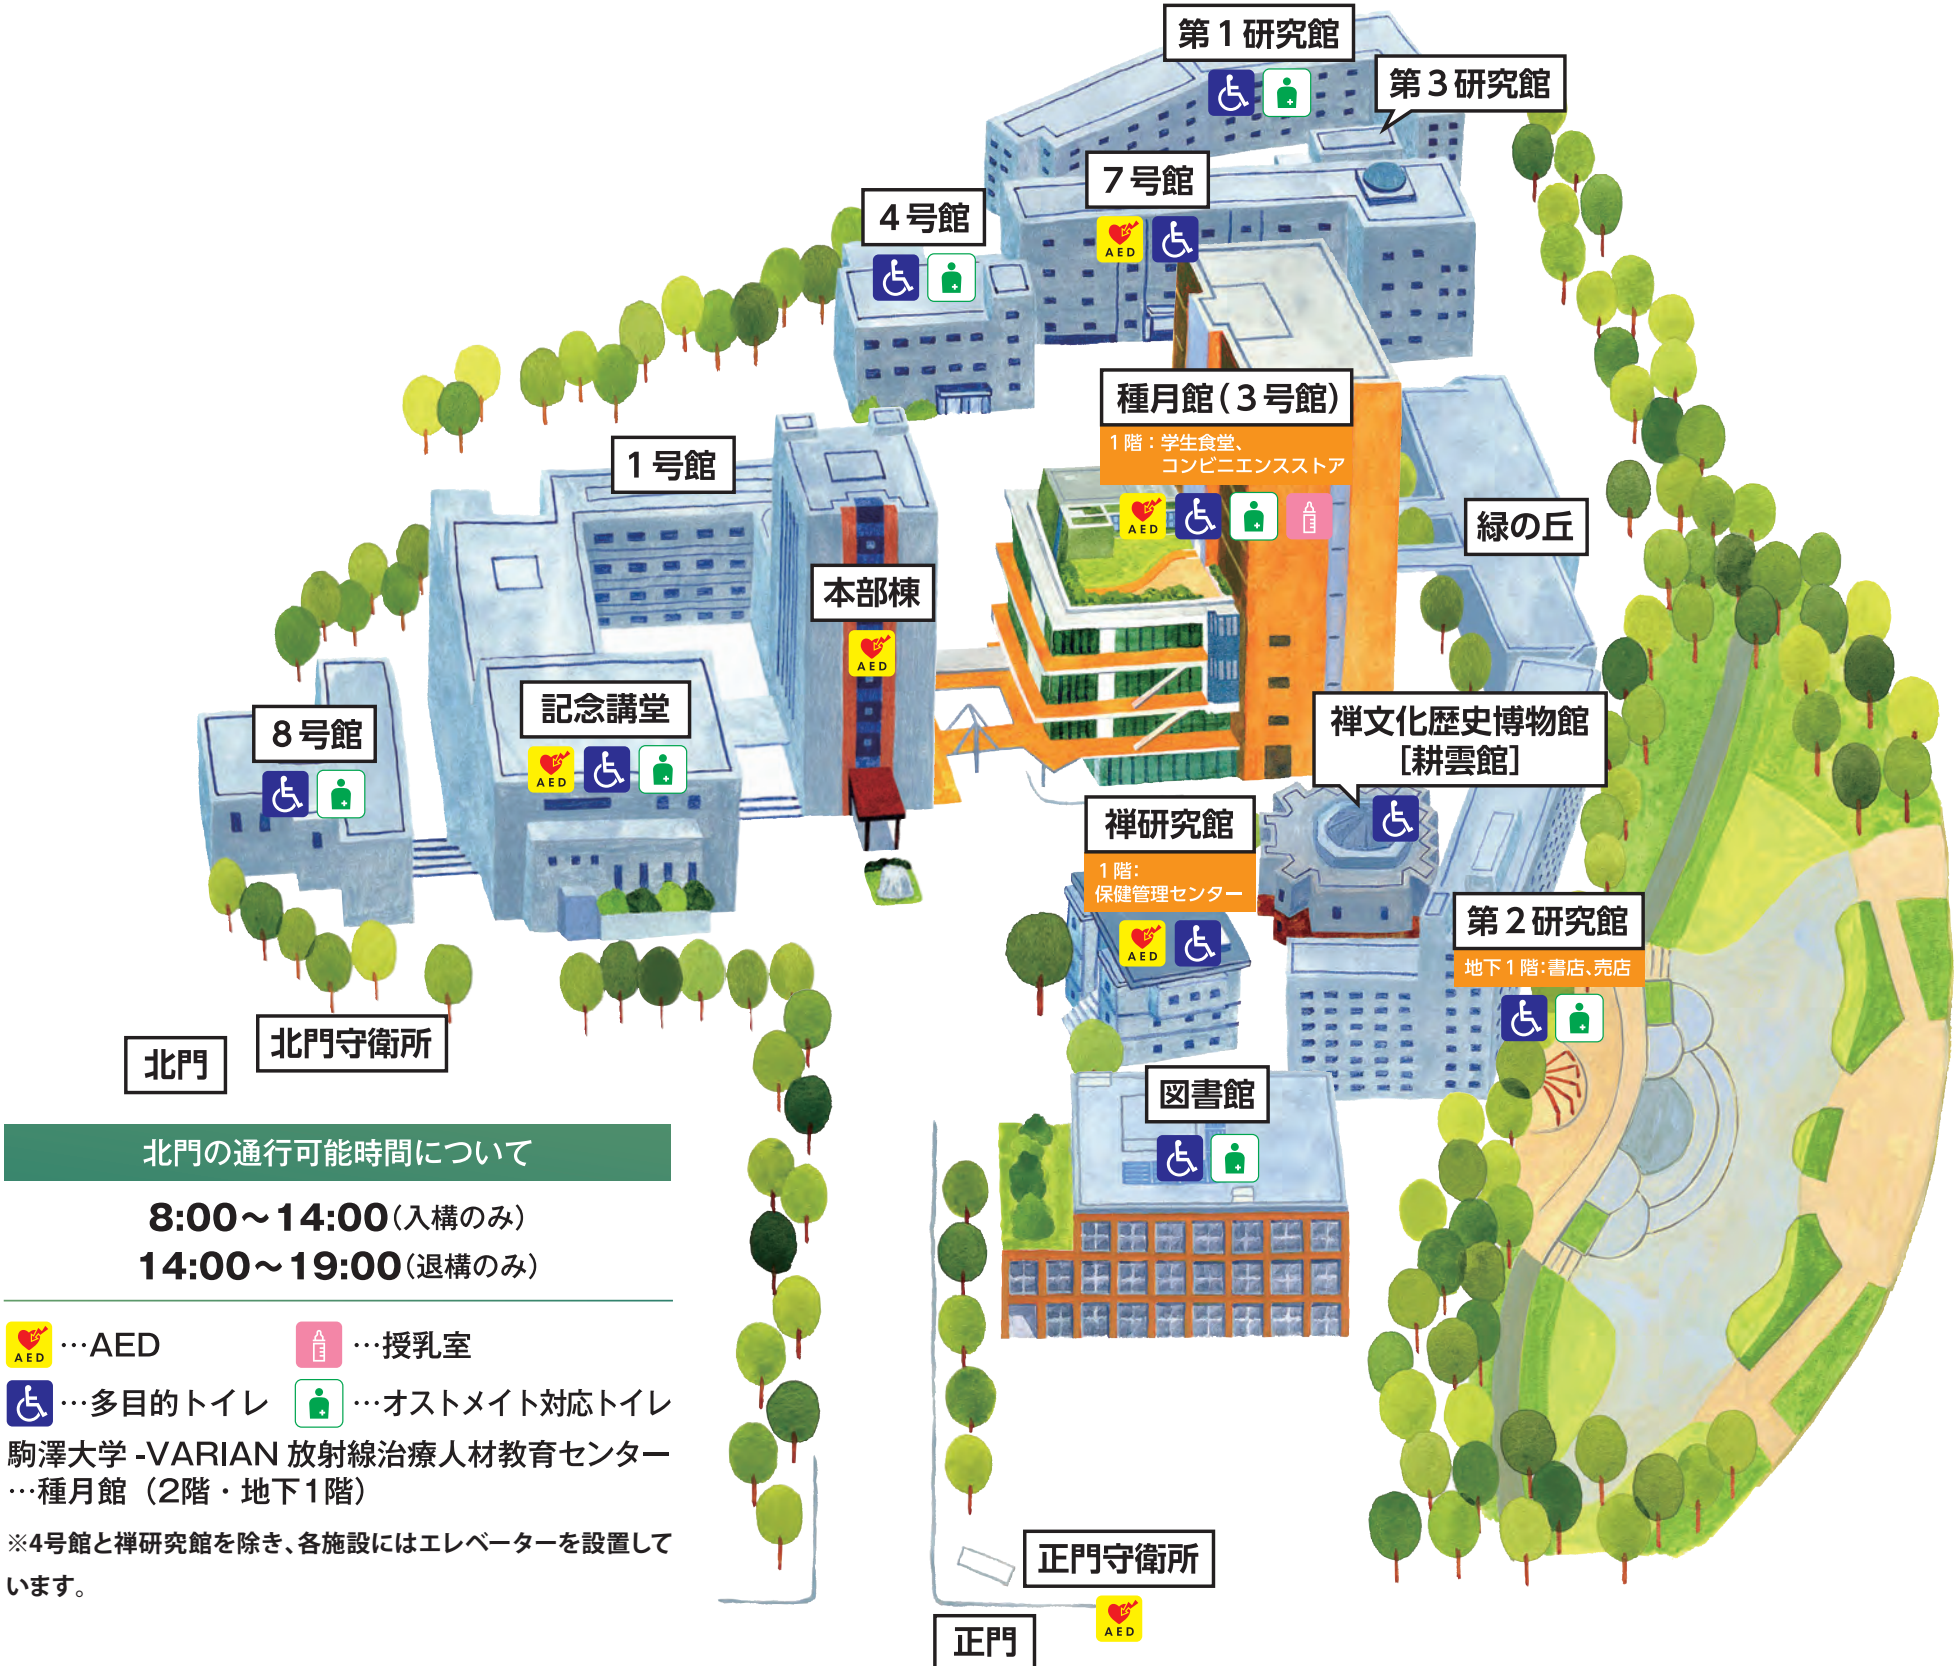 第1研究館
第3研究館
7号館
AED
4号館
種月館(3号館)
1階:学生食堂、
コンビニエンスストア
AED
1号館
緑の丘
本部棟
AED
記念講堂
AED
8号館
禅文化歴史博物館
[耕雲館]
禅研究館
1階:
保健管理センター
AED
第2研究館
地下1階:書店、売店
北門守衛所
北門
図書館
北門の通行可能時間について
8:00～14:00(入構のみ)
14:00～19:00(退構のみ)
AED …AED
…授乳室
…多目的トイレ
…オストメイト対応トイレ
駒澤大学 -VARIAN 放射線治療人材教育センター
…種月館（2階・地下1階）
※4号館と禅研究館を除き、各施設にはエレベーターを設置して
います。
正門守衛所
AED
正門